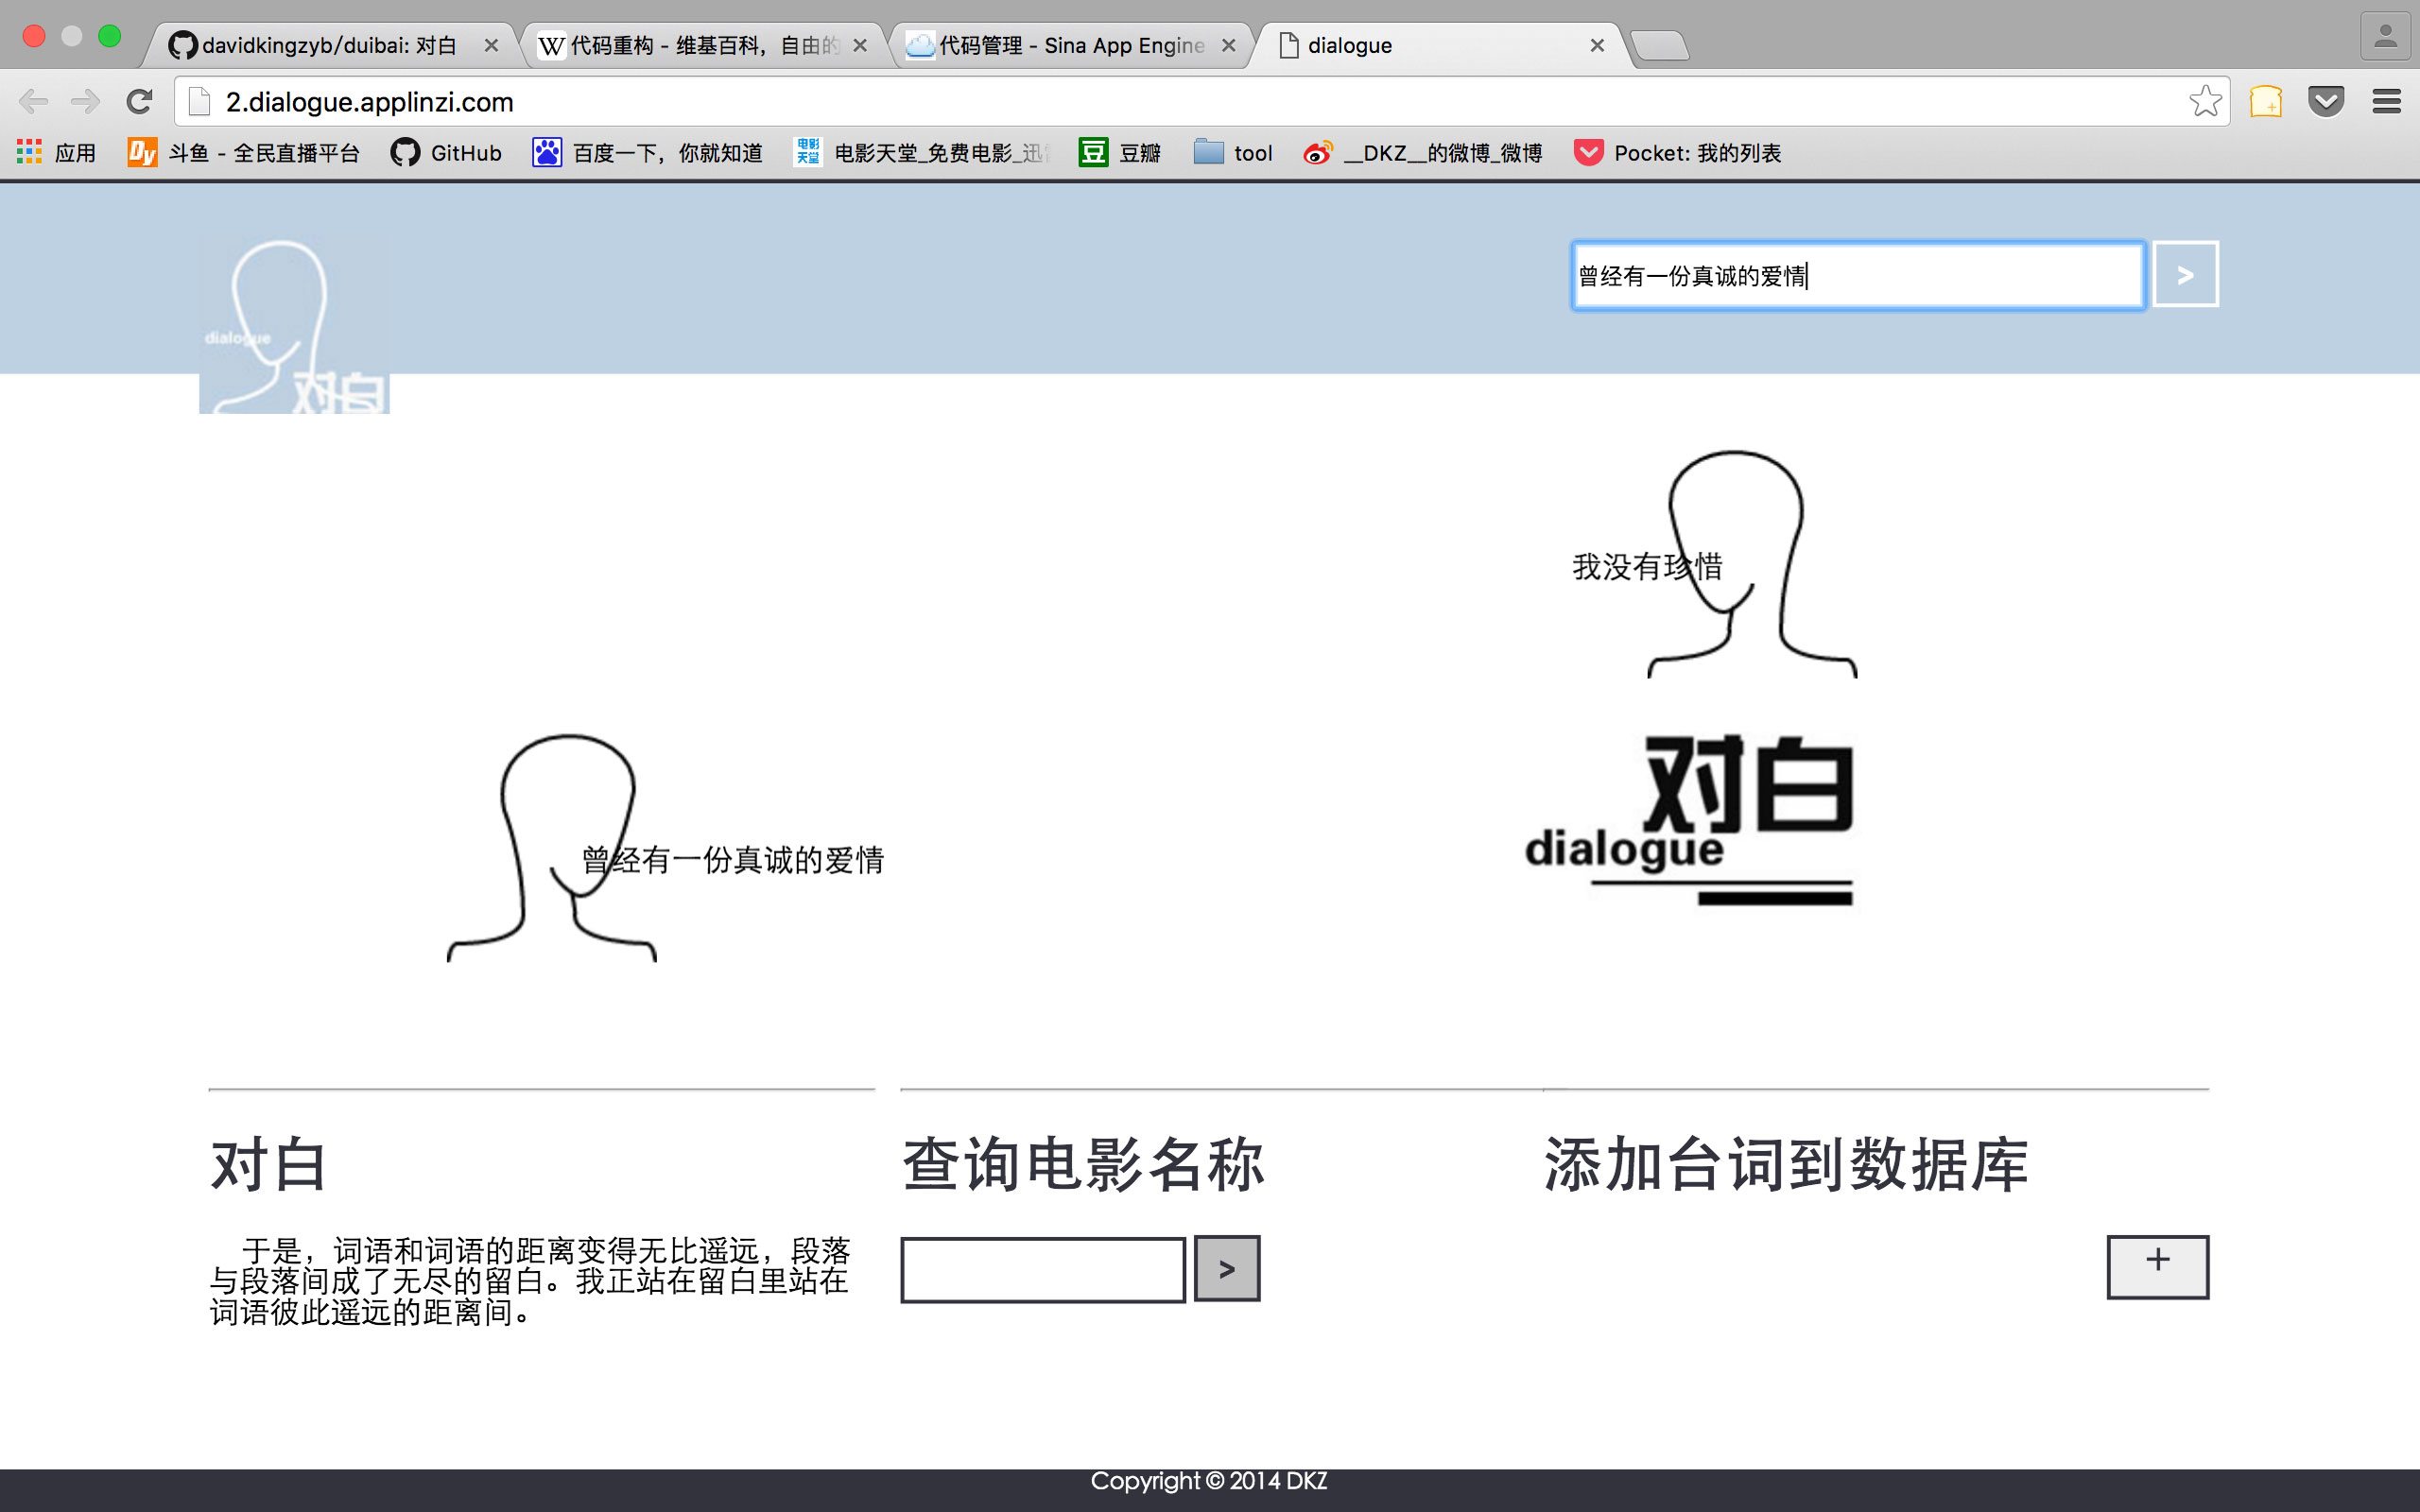 davidkingzyb/duibai: 对白
代码重构 - 维基百科，自由的
代码管理 - Sina App Engine
dialogue
2.dialogue.applinzi.com
应用
斗鱼 - 全民直播平台
GitHub
百度一下，你就知道
电影天堂_免费电影_迅
豆瓣
tool
__DKZ__的微博_微博
Pocket: 我的列表
曾经有一份真诚的爱情
>
dialogue
对白
我没有珍惜
曾经有一份真诚的爱情
对白
dialogue
对白
于是，词语和词语的距离变得无比遥远，段落
与段落间成了无尽的留白。我正站在留白里站在
词语彼此遥远的距离间。
查询电影名称
>
添加台词到数据库
+
Copyright © 2014 DKZ